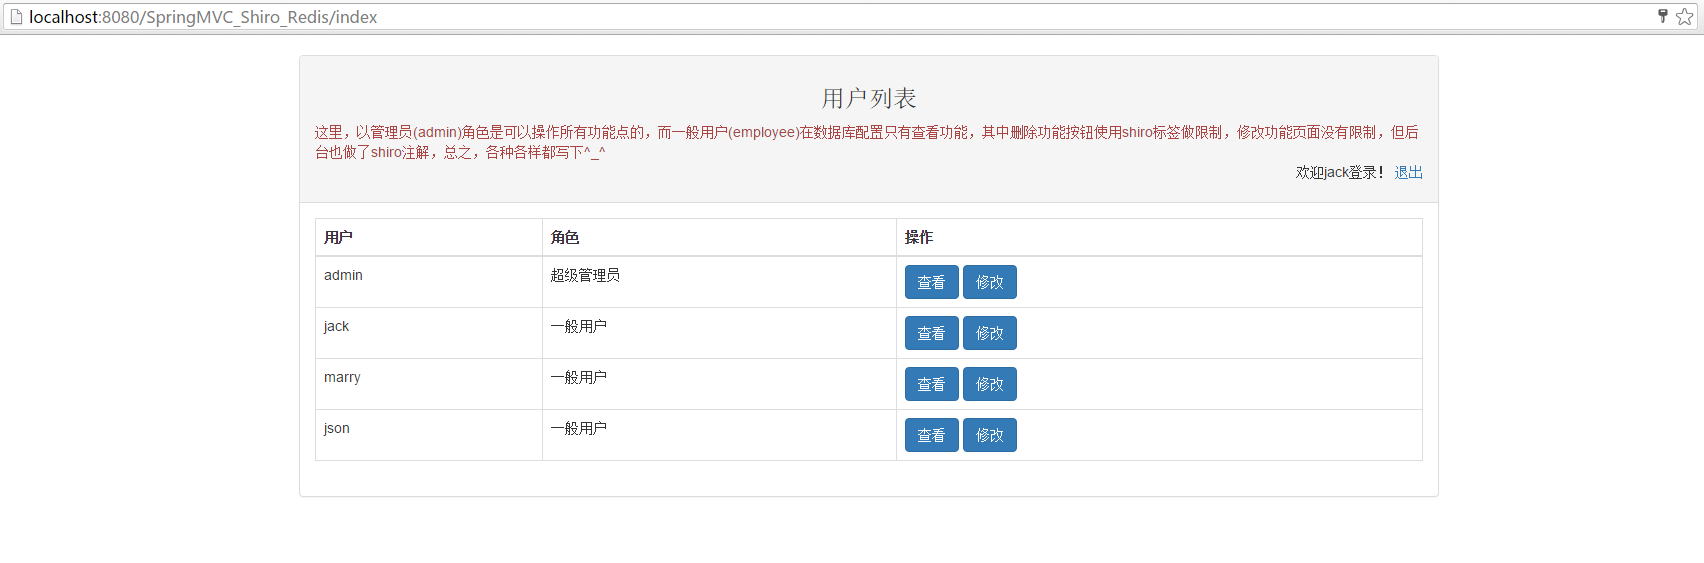 localhost:8080/SpringMVC_Shiro_Redis/index
用户列表
这里，以管理员(admin)角色是可以操作所有功能点的，而一般用户(employee)在数据库配置只有查看功能，其中删除功能按钮使用shiro标签做限制，修改功能页面没有限制，但后
台也做了shiro注解，总之，各种各样都写下^_^
欢迎jack登录！ 退出
用户 角色 操作
admin 超级管理员 查看 修改
jack 一般用户 查看 修改
marry 一般用户 查看 修改
json 一般用户 查看 修改